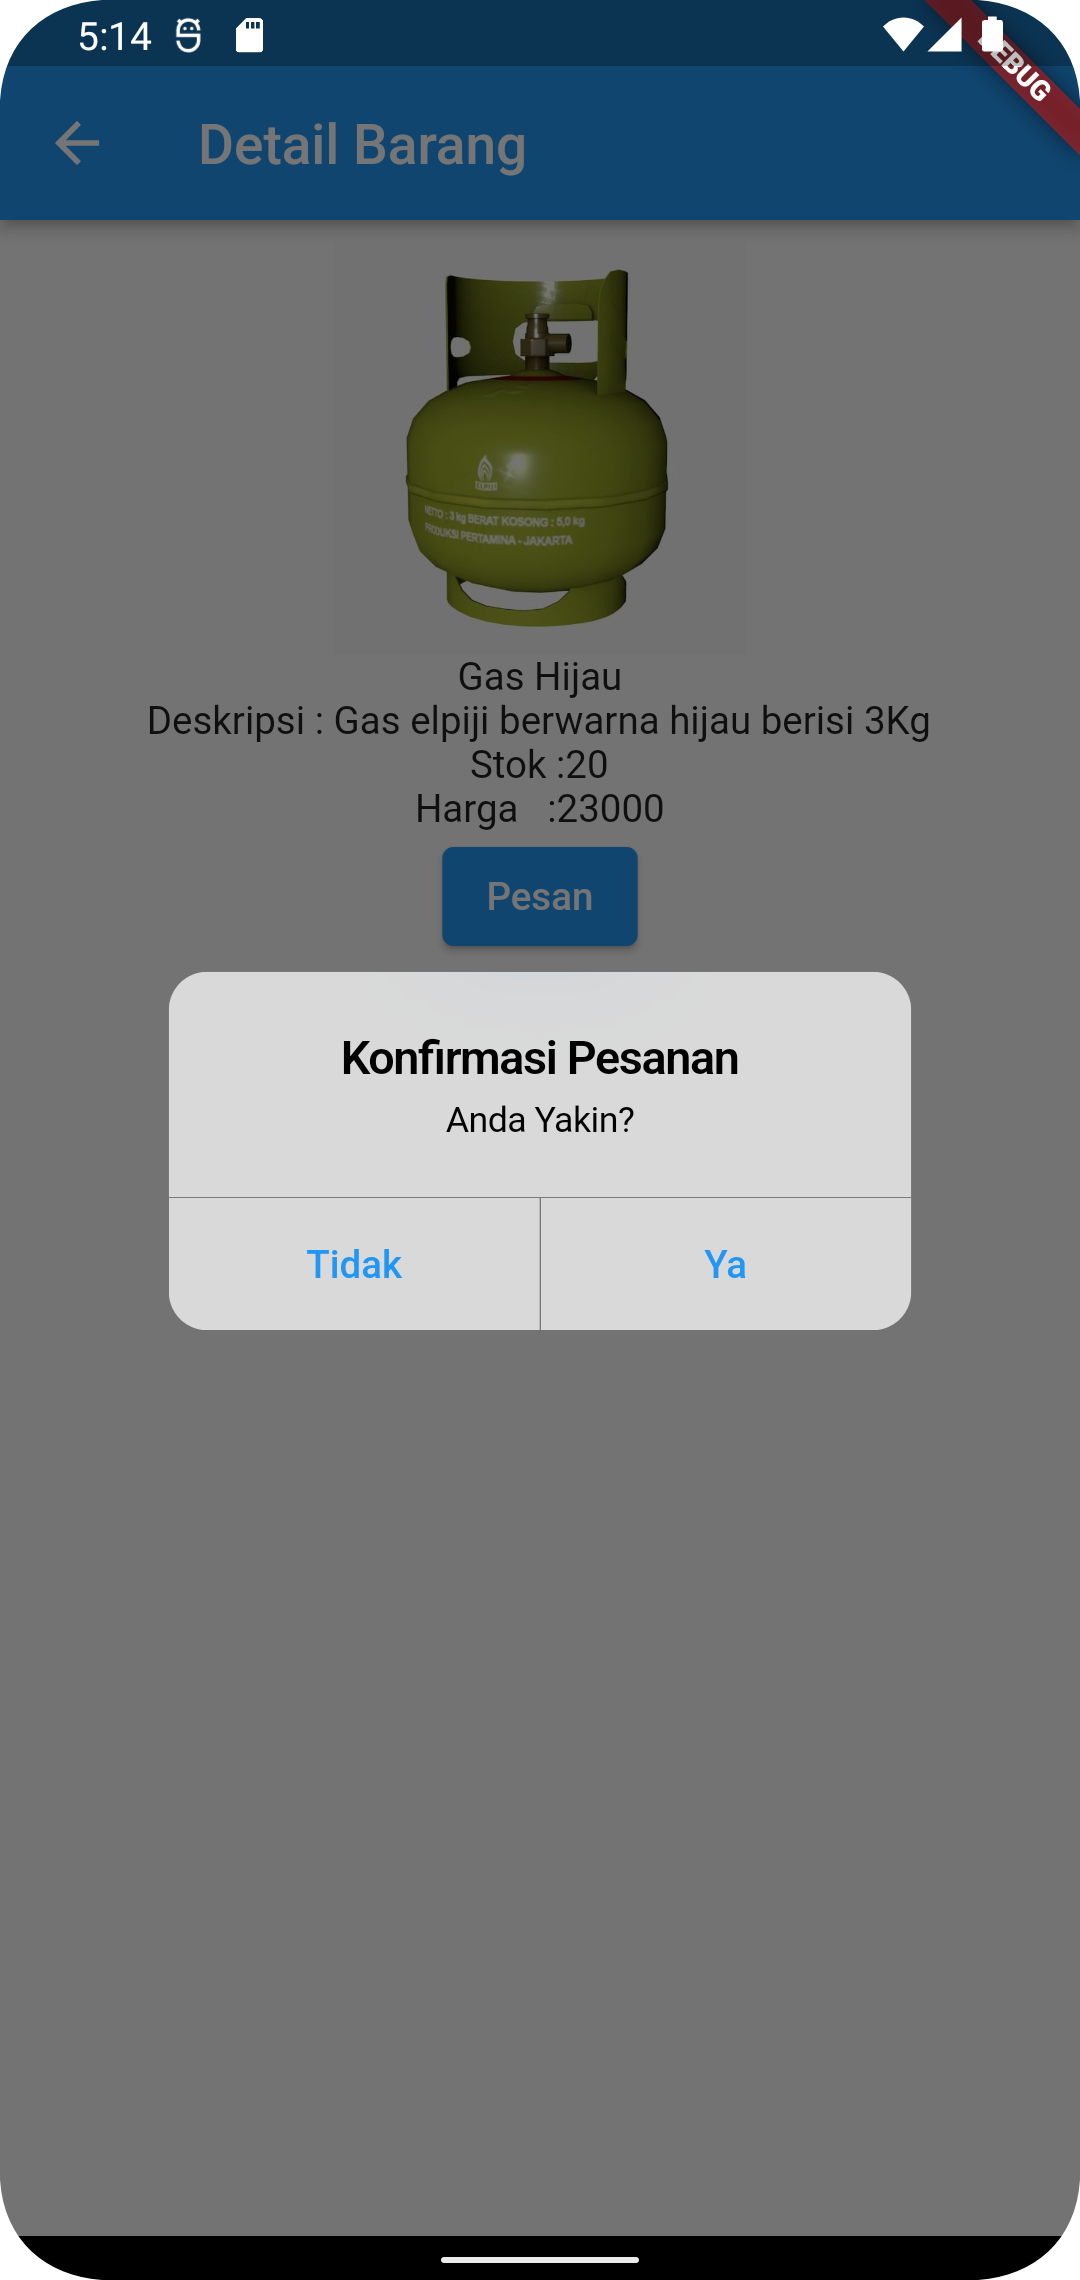 5:14
EBUG
Detail Barang
NETTO : 3 kg BERAT KOSONG : 5,0 kg
PRODUKSI PERTAMINA - JAKARTA
Gas Hijau
Deskripsi : Gas elpiji berwarna hijau berisi 3Kg
Stok :20
Harga :23000
Pesan
Konfirmasi Pesanan
Anda Yakin?
Tidak
Ya